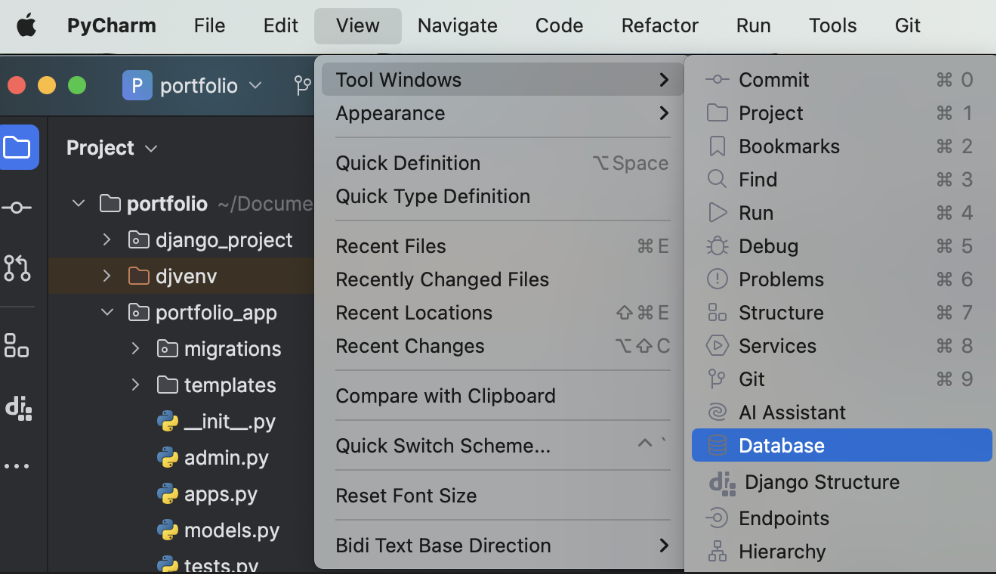 PyCharm File Edit View Navigate Code Refactor Run Tools Git
P portfolio
Project
portfolio ~/Docume
django_project
djvenv
portfolio_app
migrations
templates
__init__.py
admin.py
apps.py
models.py
tests.py
Tool Windows
Appearance
Quick Definition ⌥Space
Quick Type Definition
Recent Files ⌘E
Recently Changed Files
Recent Locations ⇧⌘E
Recent Changes ⌥⇧C
Compare with Clipboard
Quick Switch Scheme... ^`
Reset Font Size
Bidi Text Base Direction
Commit ⌘0
Project ⌘1
Bookmarks ⌘2
Find ⌘3
Run ⌘4
Debug ⌘5
Problems ⌘6
Structure ⌘7
Services ⌘8
Git ⌘9
AI Assistant
Database
dj Django Structure
Endpoints
Hierarchy
dj